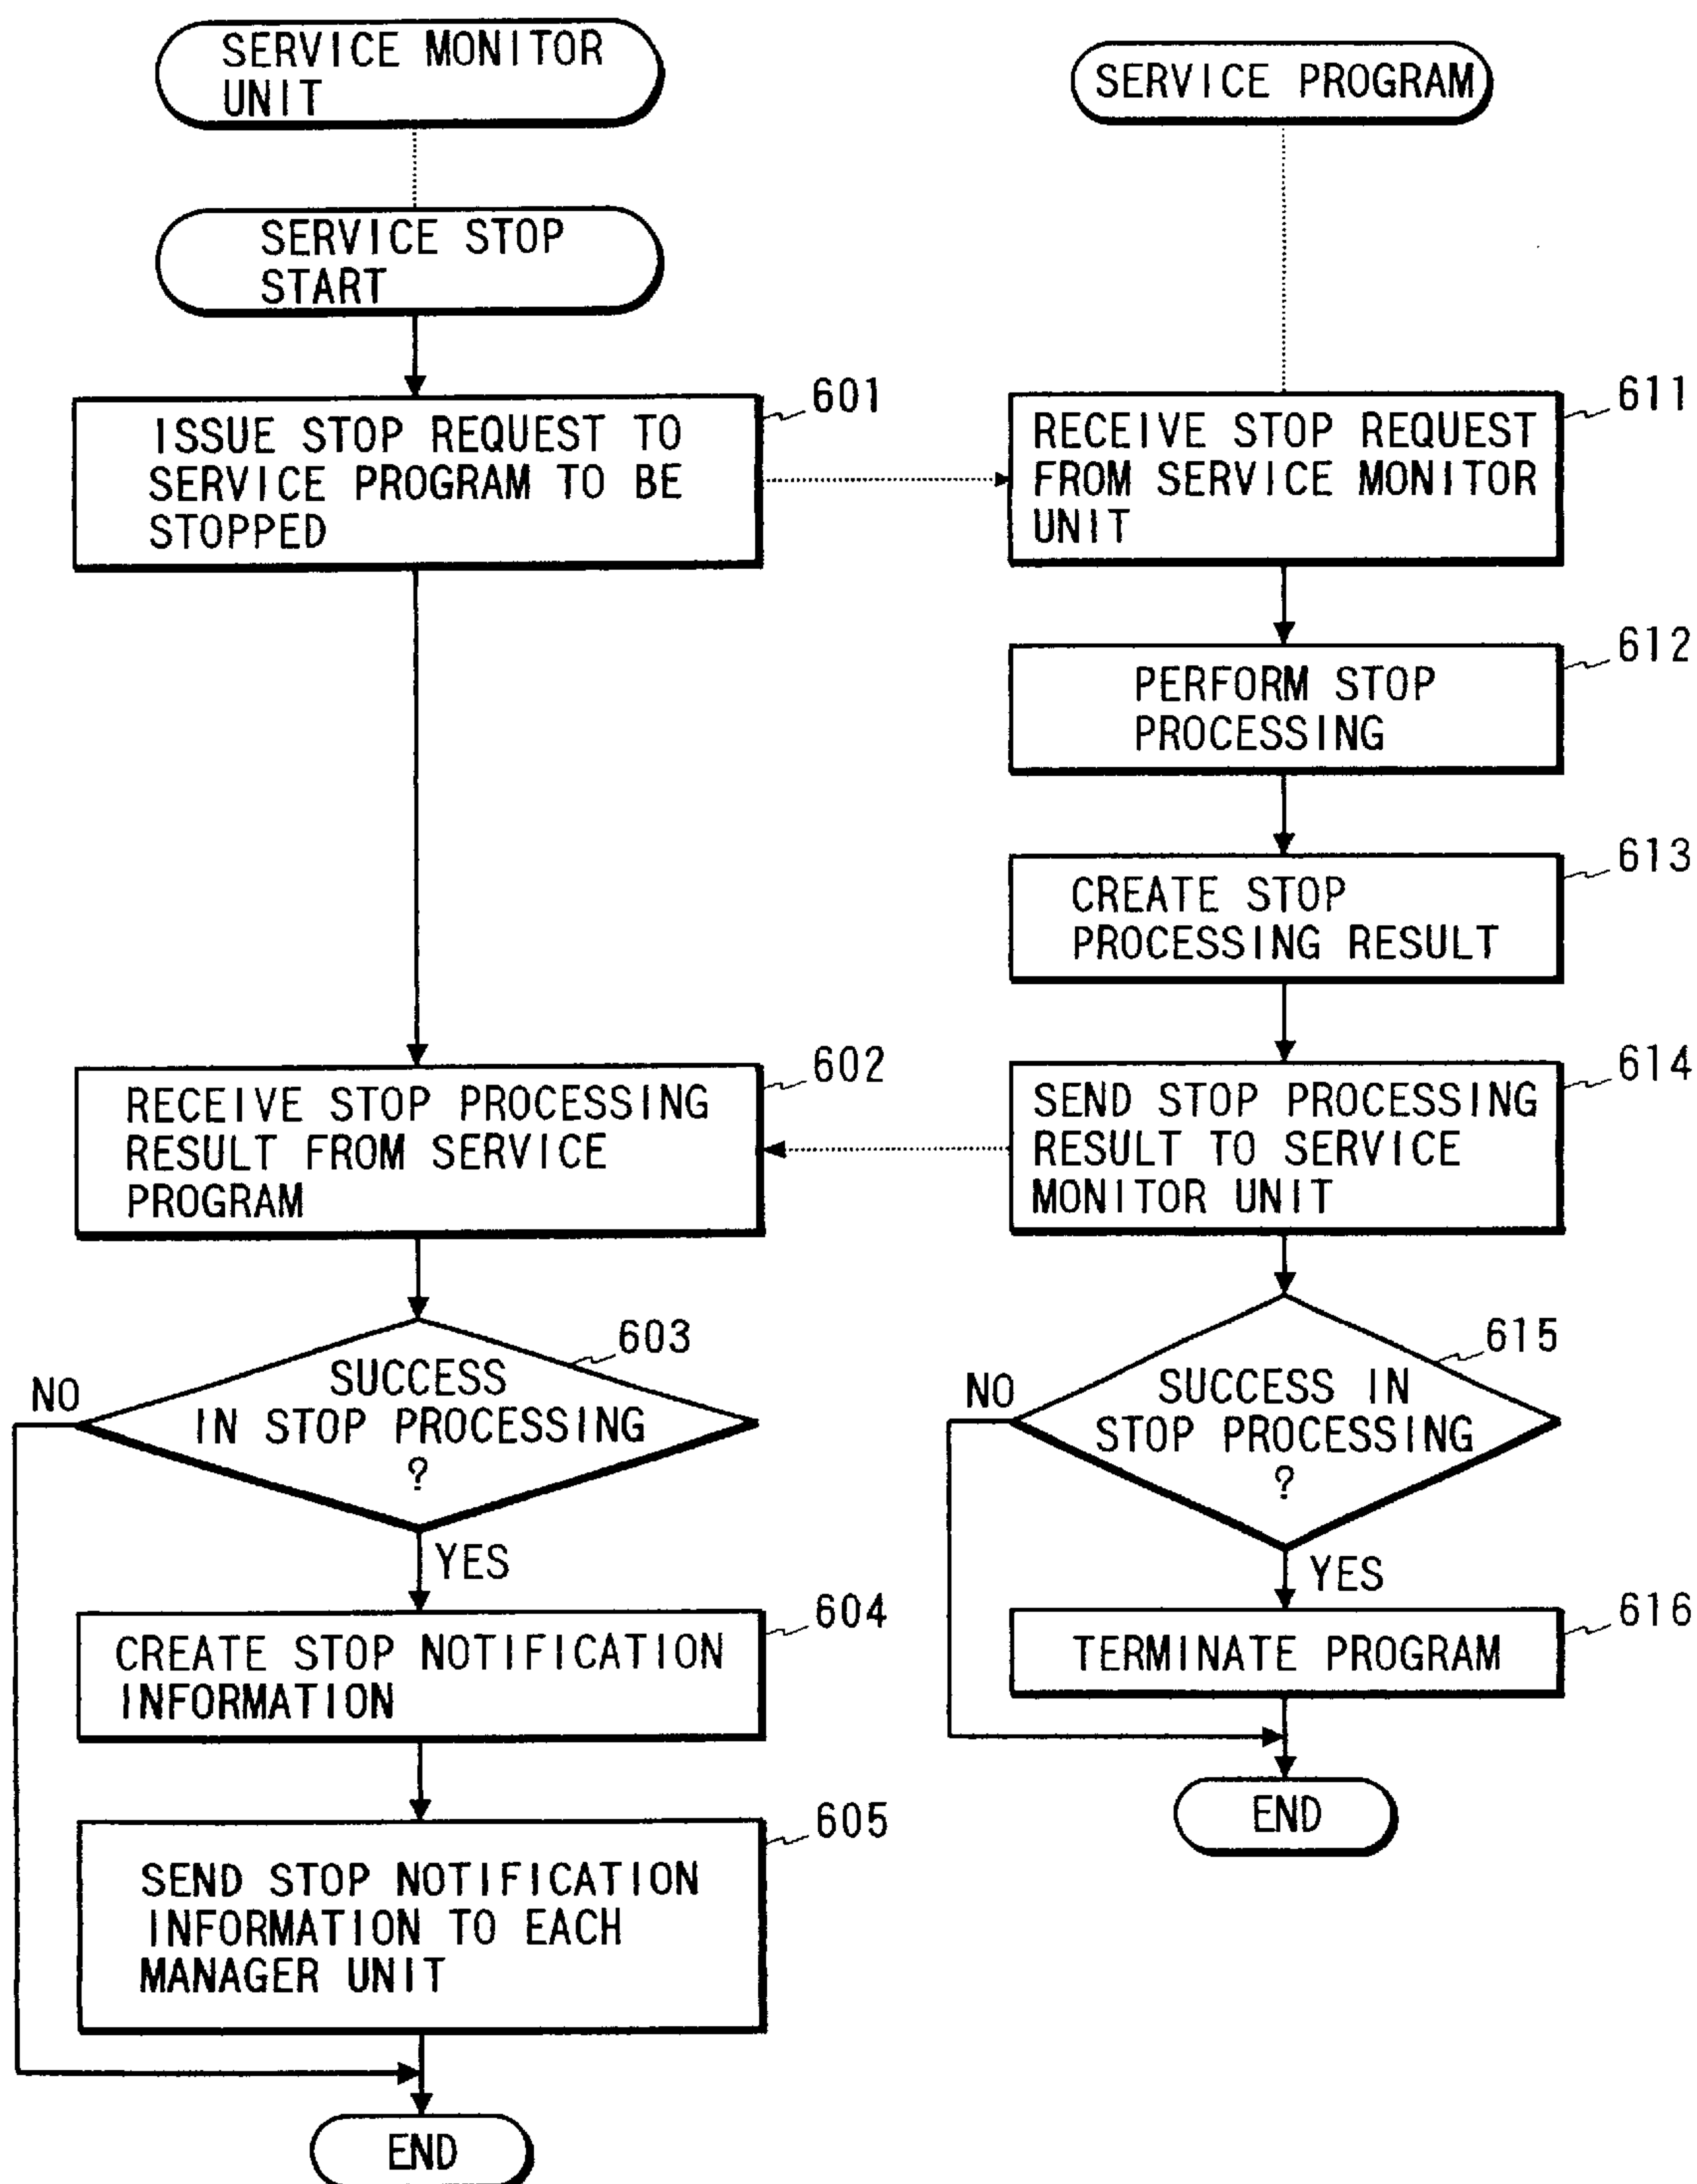 SERVICE MONITOR
UNIT
SERVICE STOP
START
601
ISSUE STOP REQUEST TO
SERVICE PROGRAM TO BE
STOPPED
602
RECEIVE STOP PROCESSING
RESULT FROM SERVICE
PROGRAM
603
SUCCESS
IN STOP PROCESSING
?
NO
YES
604
CREATE STOP NOTIFICATION
INFORMATION
605
SEND STOP NOTIFICATION
INFORMATION TO EACH
MANAGER UNIT
END
SERVICE PROGRAM
611
RECEIVE STOP REQUEST
FROM SERVICE MONITOR
UNIT
612
PERFORM STOP
PROCESSING
613
CREATE STOP
PROCESSING RESULT
614
SEND STOP PROCESSING
RESULT TO SERVICE
MONITOR UNIT
615
SUCCESS IN
STOP PROCESSING
?
NO
YES
616
TERMINATE PROGRAM
END